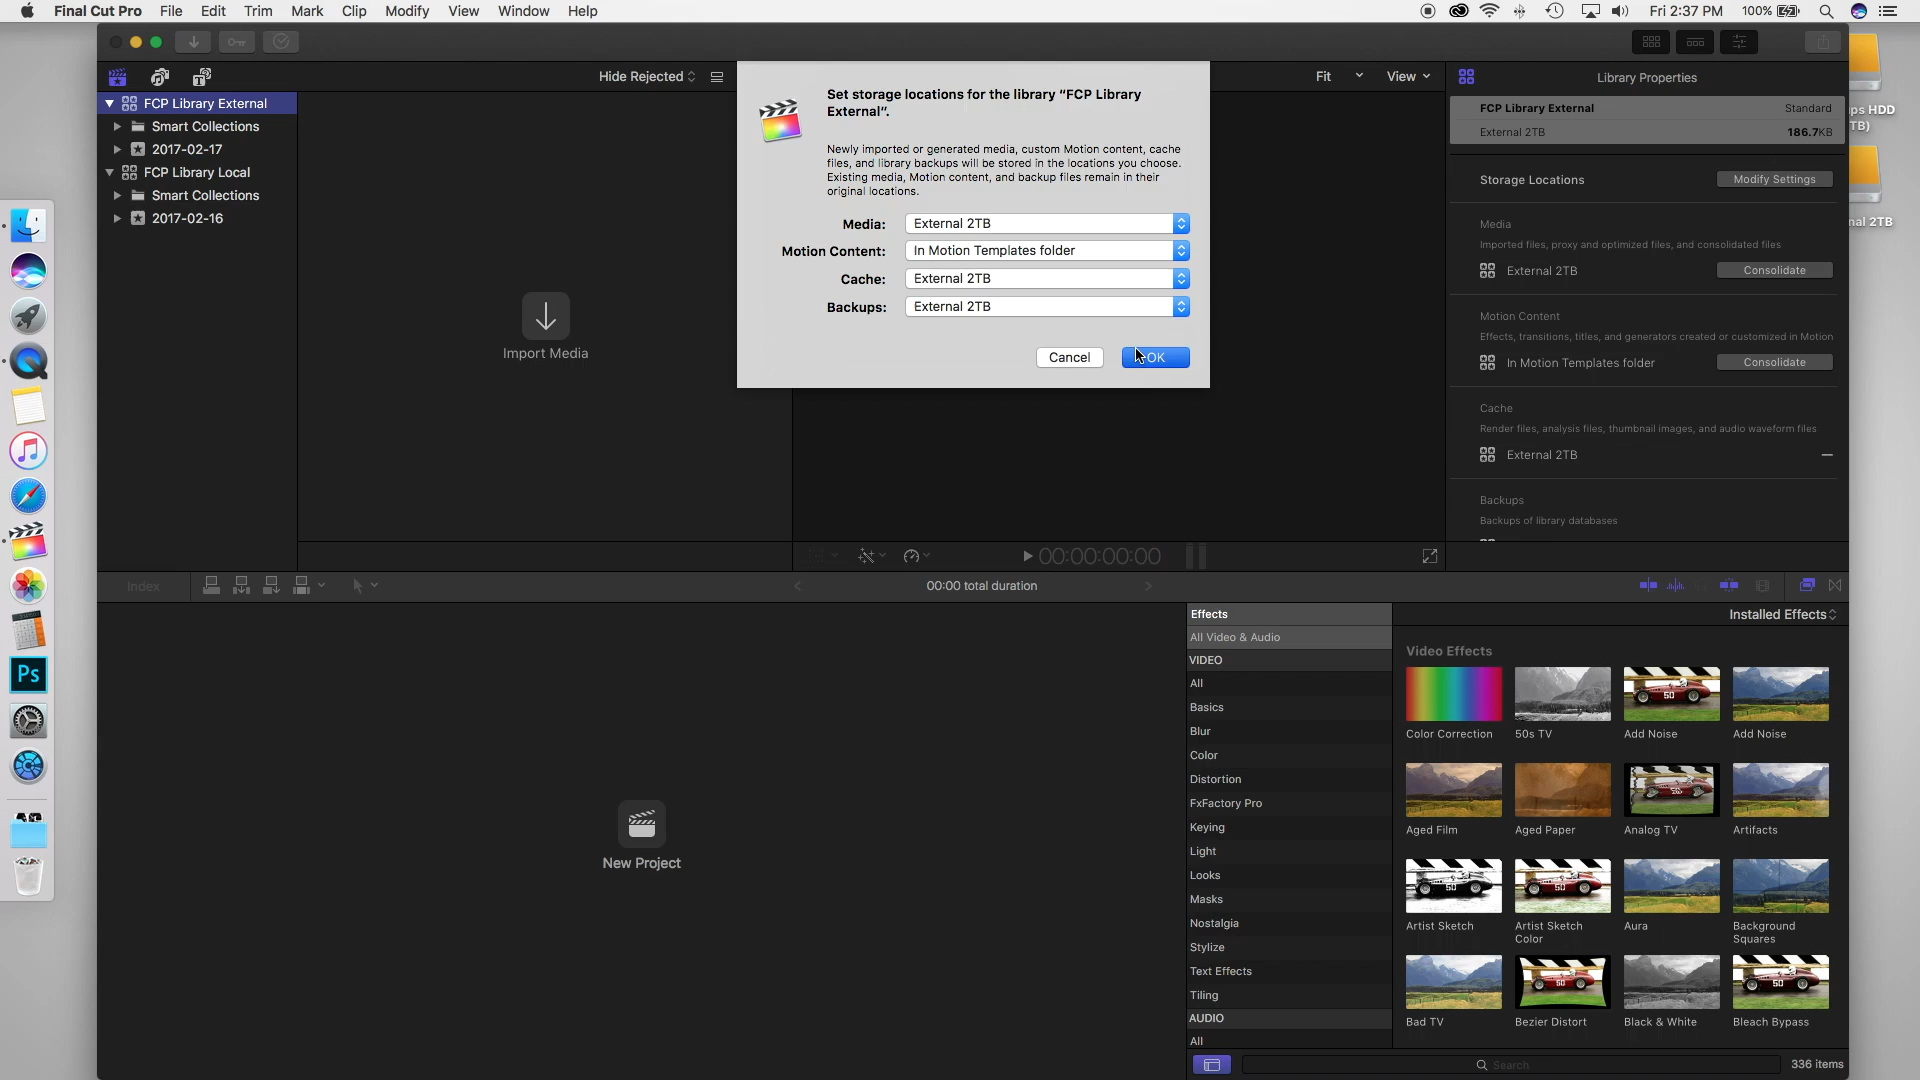 Final Cut Pro File Edit Trim Mark Clip Modify View Window Help
Fri 2:37 PM 100%
Hide Rejected
Fit View
Library Properties
FCP Library External
Smart Collections
2017-02-17
FCP Library Local
Smart Collections
2017-02-16
Import Media
Set storage locations for the library “FCP Library
External”.
Newly imported or generated media, custom Motion content, cache
files, and library backups will be stored in the locations you choose.
Existing media, Motion content, and backup files remain in their
original locations.
Media: External 2TB
Motion Content: In Motion Templates folder
Cache: External 2TB
Backups: External 2TB
Cancel OK
FCP Library External Standard
External 2TB 186.7KB
Storage Locations Modify Settings
Media
Imported files, proxy and optimized files, and consolidated files
External 2TB Consolidate
Motion Content
Effects, transitions, titles, and generators created or customized in Motion
In Motion Templates folder Consolidate
Cache
Render files, analysis files, thumbnail images, and audio waveform files
External 2TB
Backups
Backups of library databases
ps HDD
TB)
nal 2TB
00:00:00:00
Index
00:00 total duration
New Project
Effects
All Video & Audio
VIDEO
All
Basics
Blur
Color
Distortion
FxFactory Pro
Keying
Light
Looks
Masks
Nostalgia
Stylize
Text Effects
Tiling
AUDIO
All
Installed Effects
Video Effects
Color Correction 50s TV Add Noise Add Noise
Aged Film Aged Paper Analog TV Artifacts
Artist Sketch Artist Sketch Aura Background
Color Squares
Bad TV Bezier Distort Black & White Bleach Bypass
Search
336 items
Ps